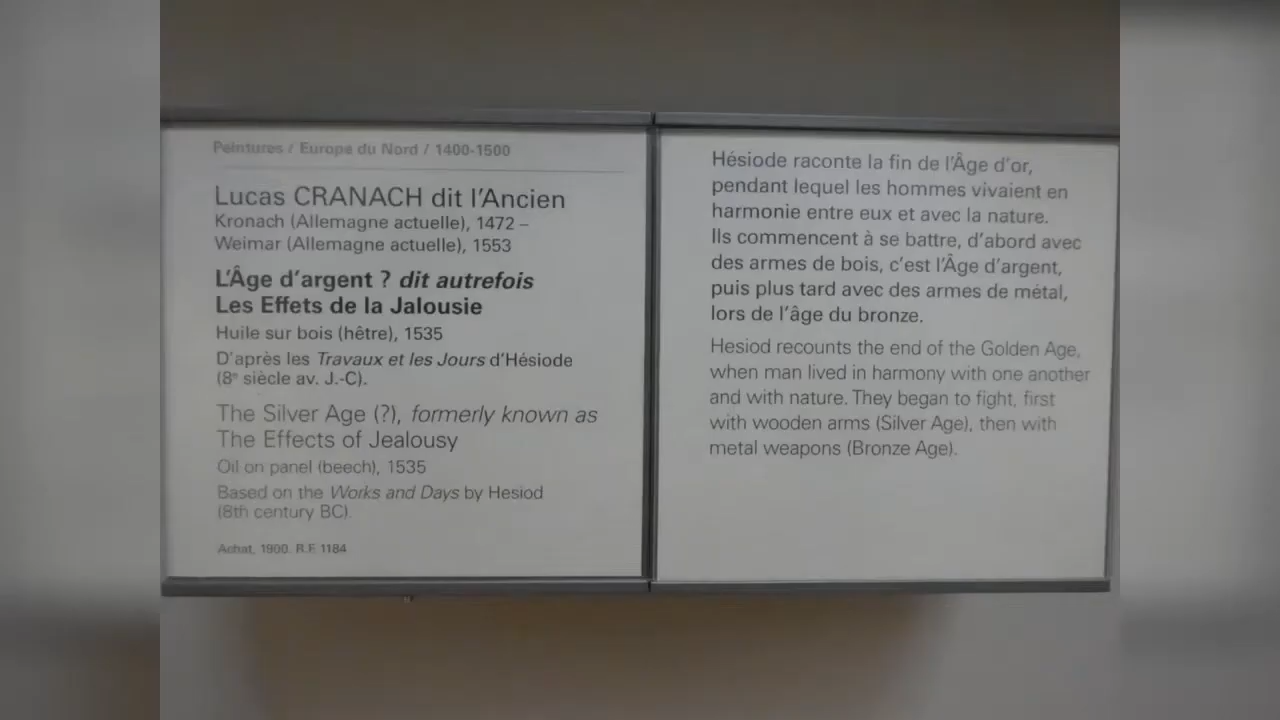 Peintures / Europe du Nord / 1400-1500
Lucas CRANACH dit l'Ancien
Kronach (Allemagne actuelle), 1472 –
Weimar (Allemagne actuelle), 1553
L'Âge d'argent ? dit autrefois
Les Effets de la Jalousie
Huile sur bois (hêtre), 1535
D'après les Travaux et les Jours d'Hésiode
(8e siècle av. J.-C).
The Silver Age (?), formerly known as
The Effects of Jealousy
Oil on panel (beech), 1535
Based on the Works and Days by Hesiod
(8th century BC).
Achat, 1900. R.F. 1184
Hésiode raconte la fin de l'Âge d'or,
pendant lequel les hommes vivaient en
harmonie entre eux et avec la nature.
Ils commencent à se battre, d'abord avec
des armes de bois, c'est l'Âge d'argent,
puis plus tard avec des armes de métal,
lors de l'âge du bronze.
Hesiod recounts the end of the Golden Age,
when man lived in harmony with one another
and with nature. They began to fight, first
with wooden arms (Silver Age), then with
metal weapons (Bronze Age).